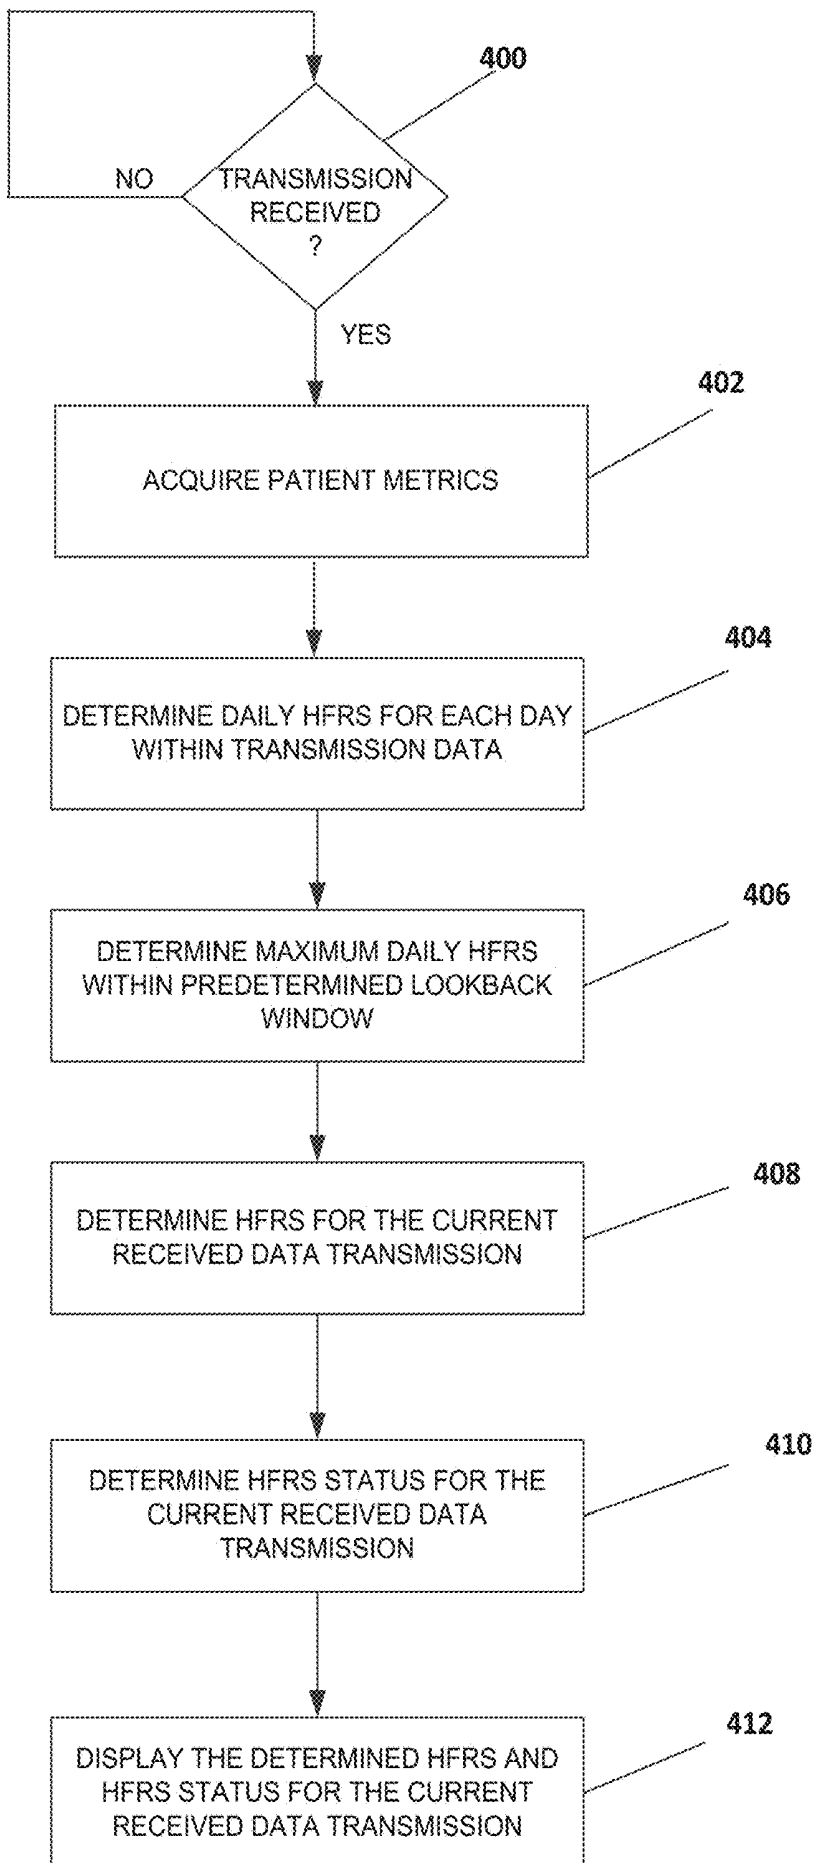 400
NO
TRANSMISSION
RECEIVED
?
YES
402
ACQUIRE PATIENT METRICS
404
DETERMINE DAILY HFRS FOR EACH DAY
WITHIN TRANSMISSION DATA
406
DETERMINE MAXIMUM DAILY HFRS
WITHIN PREDETERMINED LOOKBACK
WINDOW
408
DETERMINE HFRS FOR THE CURRENT
RECEIVED DATA TRANSMISSION
410
DETERMINE HFRS STATUS FOR THE
CURRENT RECEIVED DATA
TRANSMISSION
412
DISPLAY THE DETERMINED HFRS AND
HFRS STATUS FOR THE CURRENT
RECEIVED DATA TRANSMISSION